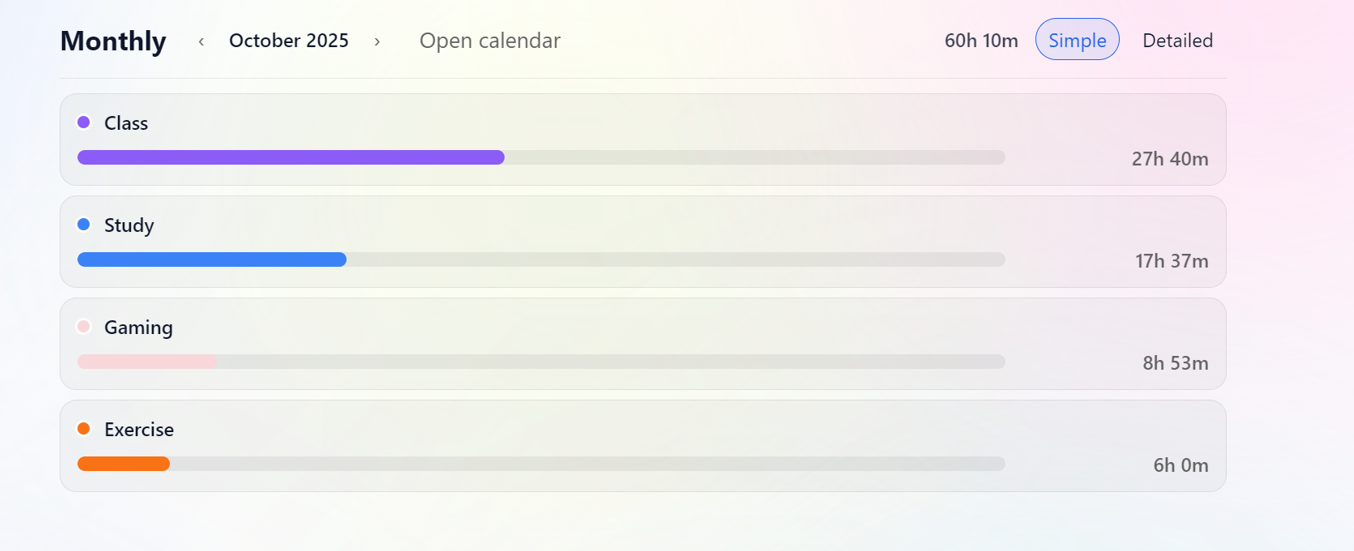 Monthly ‹ October 2025 › Open calendar 60h 10m Simple Detailed
Class
27h 40m
Study
17h 37m
Gaming
8h 53m
Exercise
6h 0m